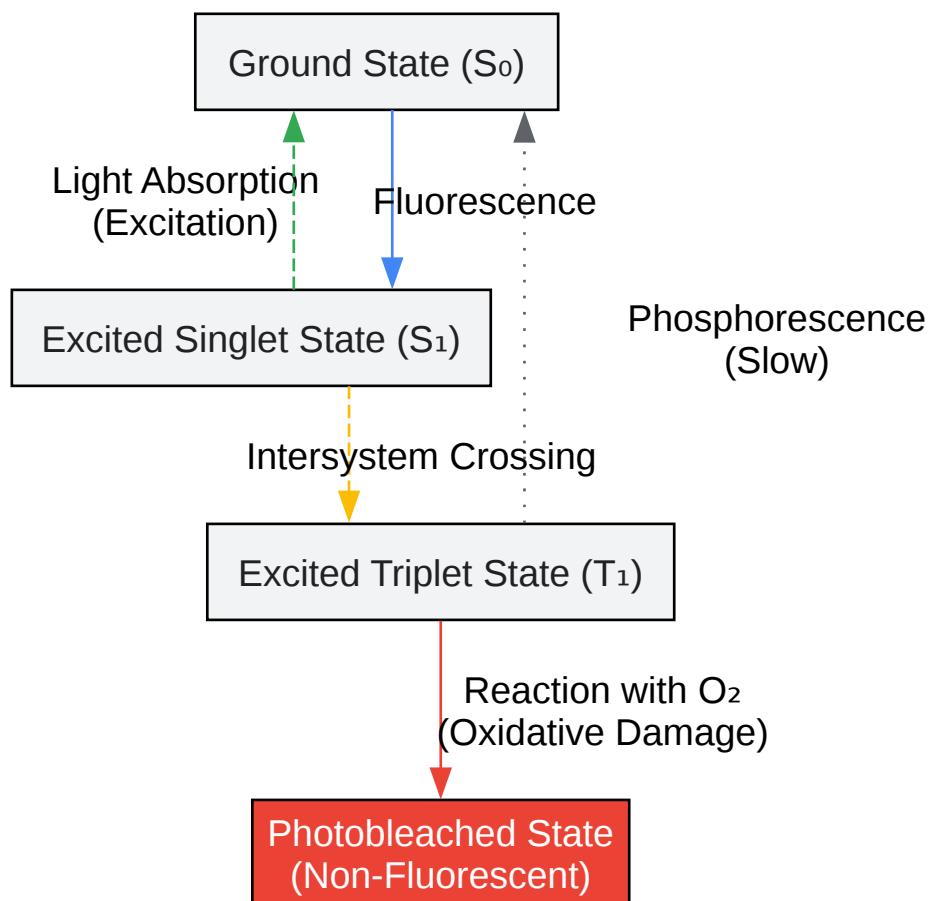 Ground State (S₀)
Light Absorption
(Excitation)
Fluorescence
Excited Singlet State (S₁)
Phosphorescence
(Slow)
Intersystem Crossing
Excited Triplet State (T₁)
Reaction with O₂
(Oxidative Damage)
Photobleached State
(Non-Fluorescent)